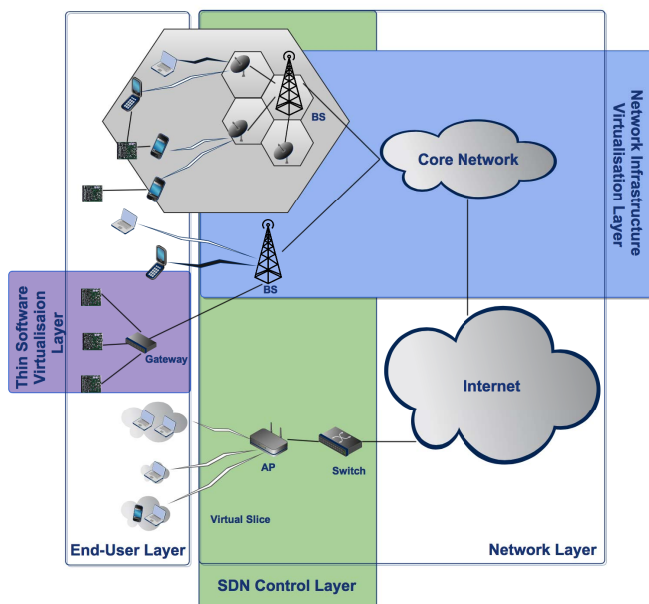 BS
Core Network
Network Infrastructure
Virtualisation Layer
BS
Thin Software
Virtualisaion
Layer
Gateway
Internet
AP
Switch
Virtual Slice
End-User Layer
Network Layer
SDN Control Layer